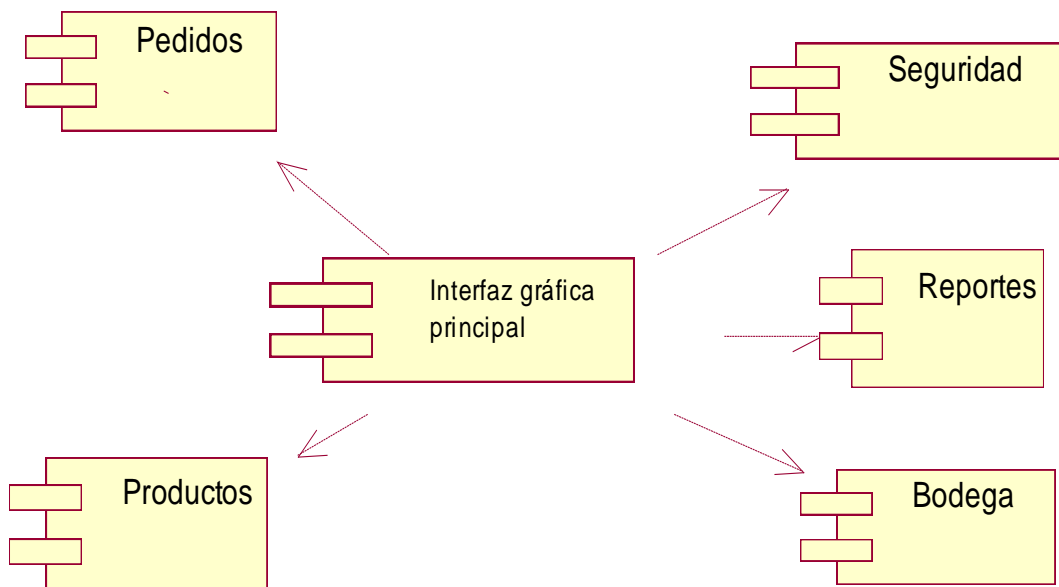 Pedidos
Seguridad
Interfaz gráfica
principal
Reportes
Productos
Bodega